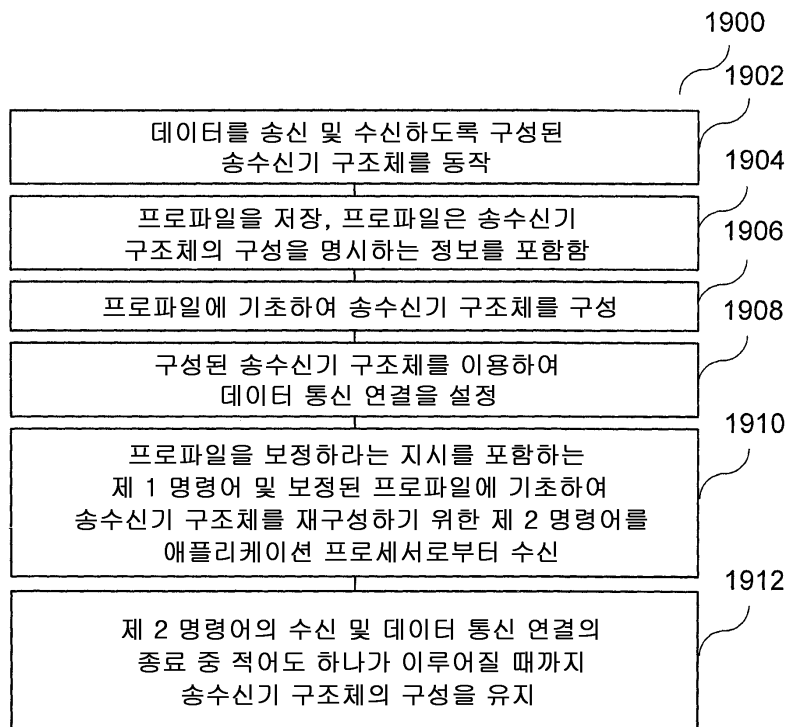 1900
1902
데이터를 송신 및 수신하도록 구성된
송수신기 구조체를 동작
1904
프로파일을 저장, 프로파일은 송수신기
구조체의 구성을 명시하는 정보를 포함함
1906
프로파일에 기초하여 송수신기 구조체를 구성
1908
구성된 송수신기 구조체를 이용하여
데이터 통신 연결을 설정
1910
프로파일을 보정하라는 지시를 포함하는
제 1 명령어 및 보정된 프로파일에 기초하여
송수신기 구조체를 재구성하기 위한 제 2 명령어를
애플리케이션 프로세서로부터 수신
1912
제 2 명령어의 수신 및 데이터 통신 연결의
종료 중 적어도 하나가 이루어질 때까지
송수신기 구조체의 구성을 유지